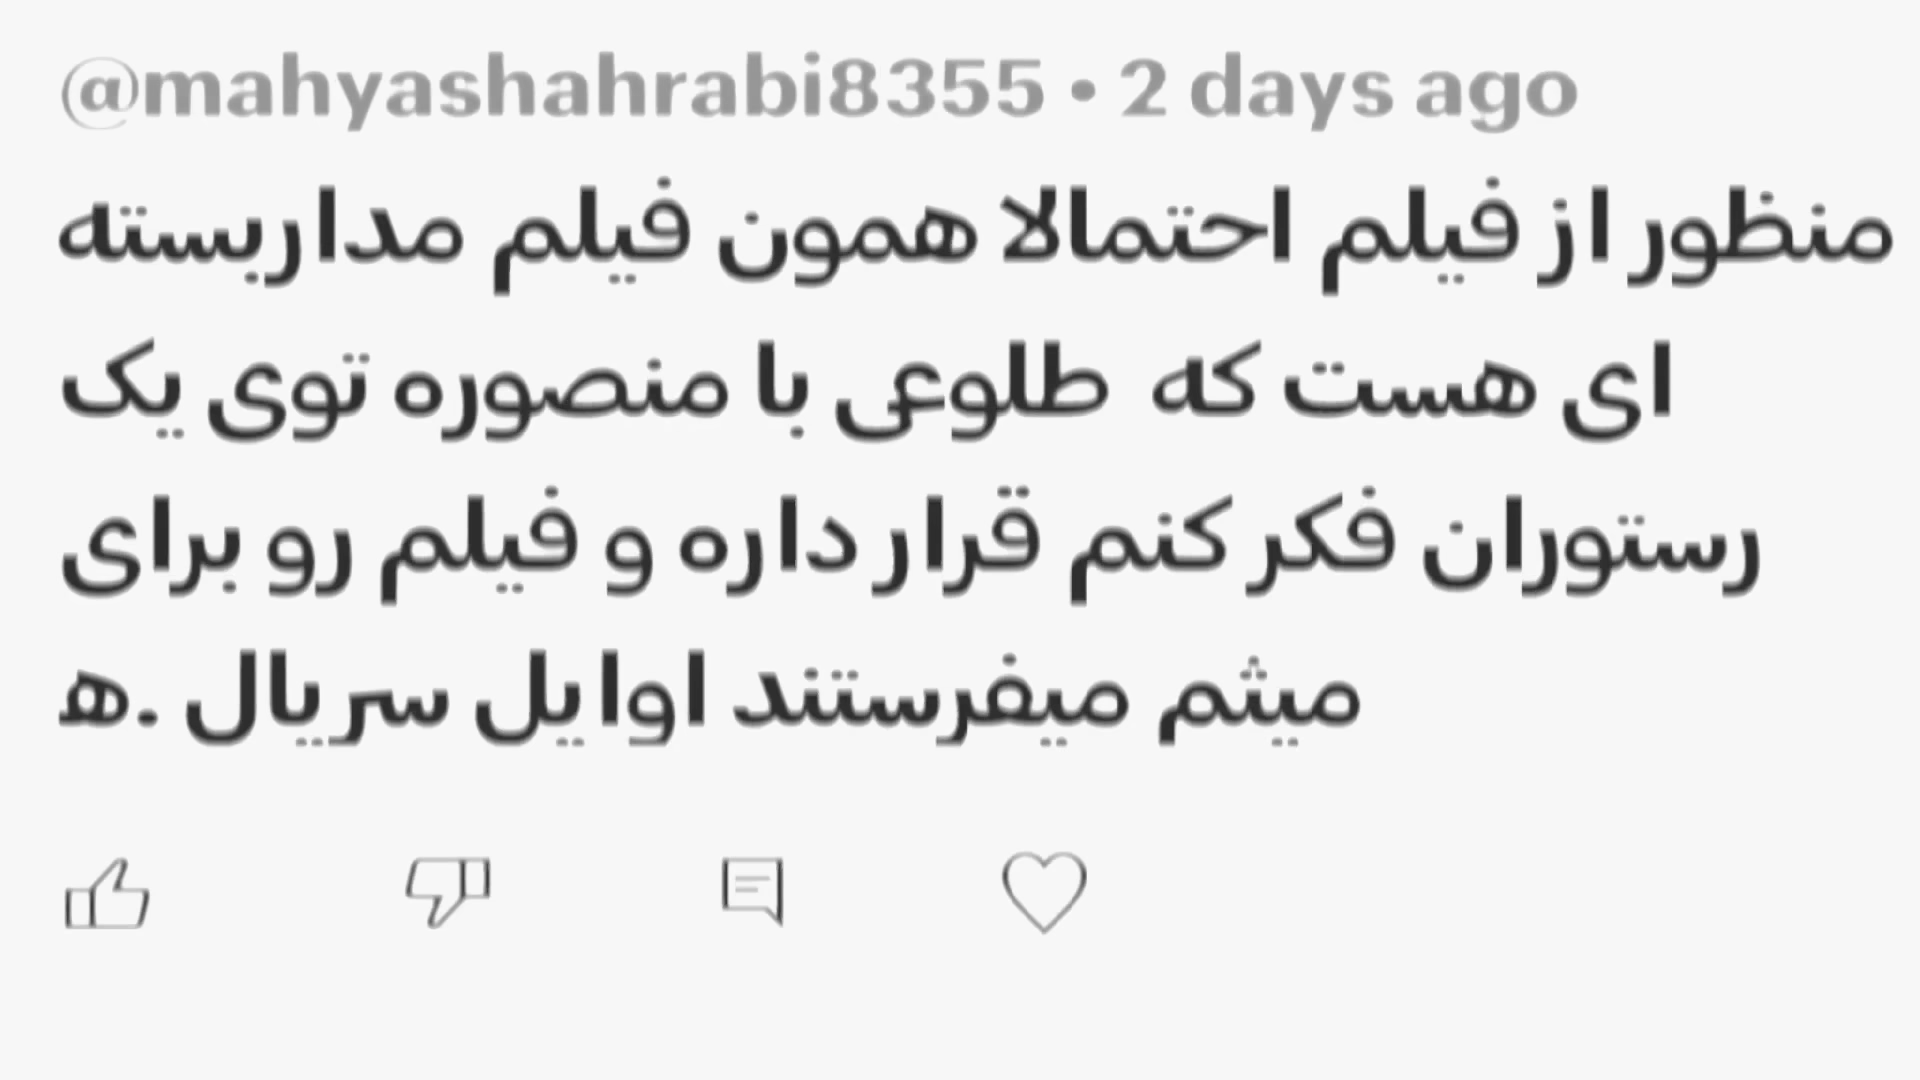 @mahyashahrabi8355 • 2 days ago
منظور از فیلم احتمالا همون فیلم مداربسته
ای هست که طلوعی با منصوره توی یک
رستوران فکر کنم قرار داره و فیلم رو برای
میثم میفرستند اوایل سریال .ه